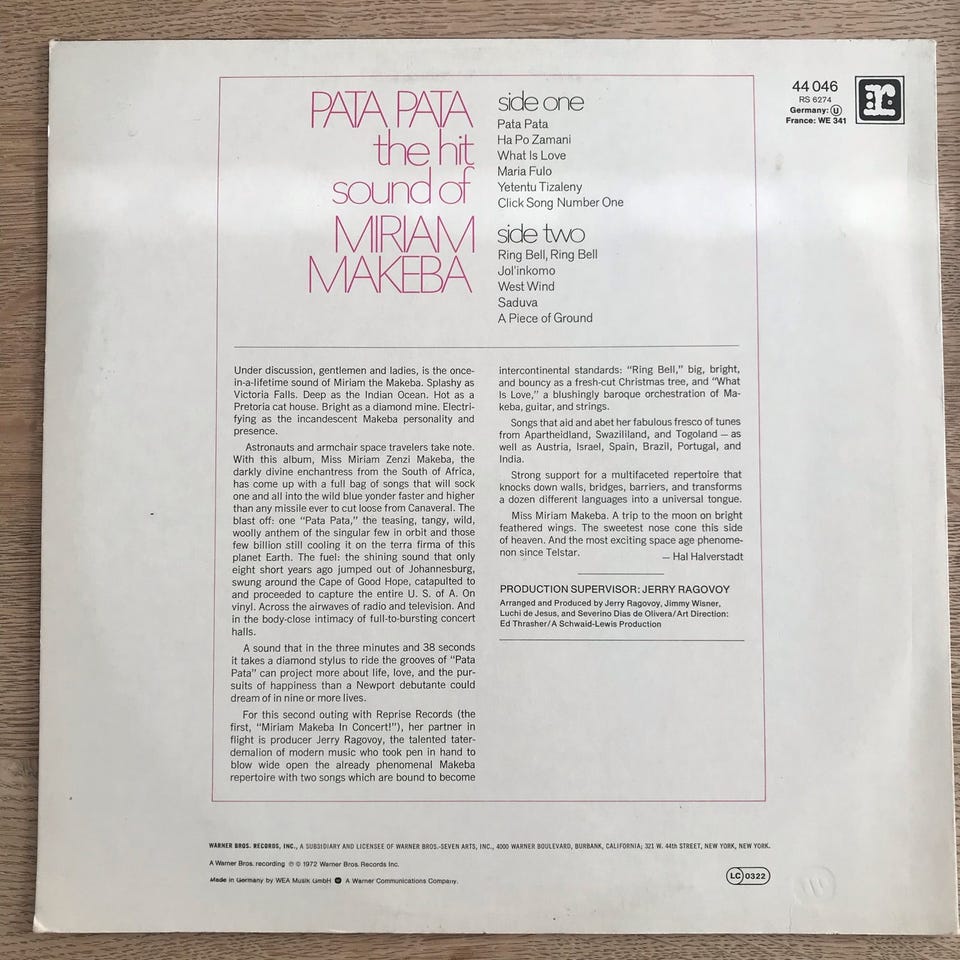 PATA PATA
the hit
sound of
MIRIAM
MAKEBA
side one
Pata Pata
Ha Po Zamani
What Is Love
Maria Fulo
Yetentu Tizaleny
Click Song Number One
side two
Ring Bell, Ring Bell
Jol'inkomo
West Wind
Saduva
A Piece of Ground
44 046
RS 6274
Germany: U
France: WE 341
r
Under discussion, gentlemen and ladies, is the once-
in-a-lifetime sound of Miriam the Makeba. Splashy as
Victoria Falls. Deep as the Indian Ocean. Hot as a
Pretoria cat house. Bright as a diamond mine. Electri-
fying as the incandescent Makeba personality and
presence.
Astronauts and armchair space travelers take note.
With this album, Miss Miriam Zenzi Makeba, the
darkly divine enchantress from the South of Africa,
has come up with a full bag of songs that will sock
one and all into the wild blue yonder faster and higher
than any missile ever to cut loose from Canaveral. The
blast off: one "Pata Pata," the teasing, tangy, wild,
woolly anthem of the singular few in orbit and those
few billion still cooling it on the terra firma of this
planet Earth. The fuel: the shining sound that only
eight short years ago jumped out of Johannesburg,
swung around the Cape of Good Hope, catapulted to
and proceeded to capture the entire U. S. of A. On
vinyl. Across the airwaves of radio and television. And
in the body-close intimacy of full-to-bursting concert
halls.
A sound that in the three minutes and 38 seconds
it takes a diamond stylus to ride the grooves of "Pata
Pata" can project more about life, love, and the pur-
suits of happiness than a Newport debutante could
dream of in nine or more lives.
For this second outing with Reprise Records (the
first, "Miriam Makeba In Concert!"), her partner in
flight is producer Jerry Ragovoy, the talented tater-
demalion of modern music who took pen in hand to
blow wide open the already phenomenal Makeba
repertoire with two songs which are bound to become
intercontinental standards: "Ring Bell," big, bright,
and bouncy as a fresh-cut Christmas tree, and "What
Is Love," a blushingly baroque orchestration of Ma-
keba, guitar, and strings.
Songs that aid and abet her fabulous fresco of tunes
from Apartheidland, Swaziliand, and Togoland — as
well as Austria, Israel, Spain, Brazil, Portugal, and
India.
Strong support for a multifaceted repertoire that
knocks down walls, bridges, barriers, and transforms
a dozen different languages into a universal tongue.
Miss Miriam Makeba. A trip to the moon on bright
feathered wings. The sweetest nose cone this side
of heaven. And the most exciting space age phenome-
non since Telstar.
— Hal Halverstadt
PRODUCTION SUPERVISOR: JERRY RAGOVOY
Arranged and Produced by Jerry Ragovoy, Jimmy Wisner,
Luchi de Jesus, and Severino Dias de Olivera/Art Direction:
Ed Thrasher/A Schwaid-Lewis Production
WARNER BROS. RECORDS, INC., A SUBSIDIARY AND LICENSEE OF WARNER BROS.-SEVEN ARTS, INC., 4000 WARNER BOULEVARD, BURBANK, CALIFORNIA; 321 W. 44th STREET, NEW YORK, NEW YORK.
A Warner Bros. recording ℗ © 1972 Warner Bros. Records Inc.
Made in Germany by WEA Musik GmbH A Warner Communications Company.
LC 0322